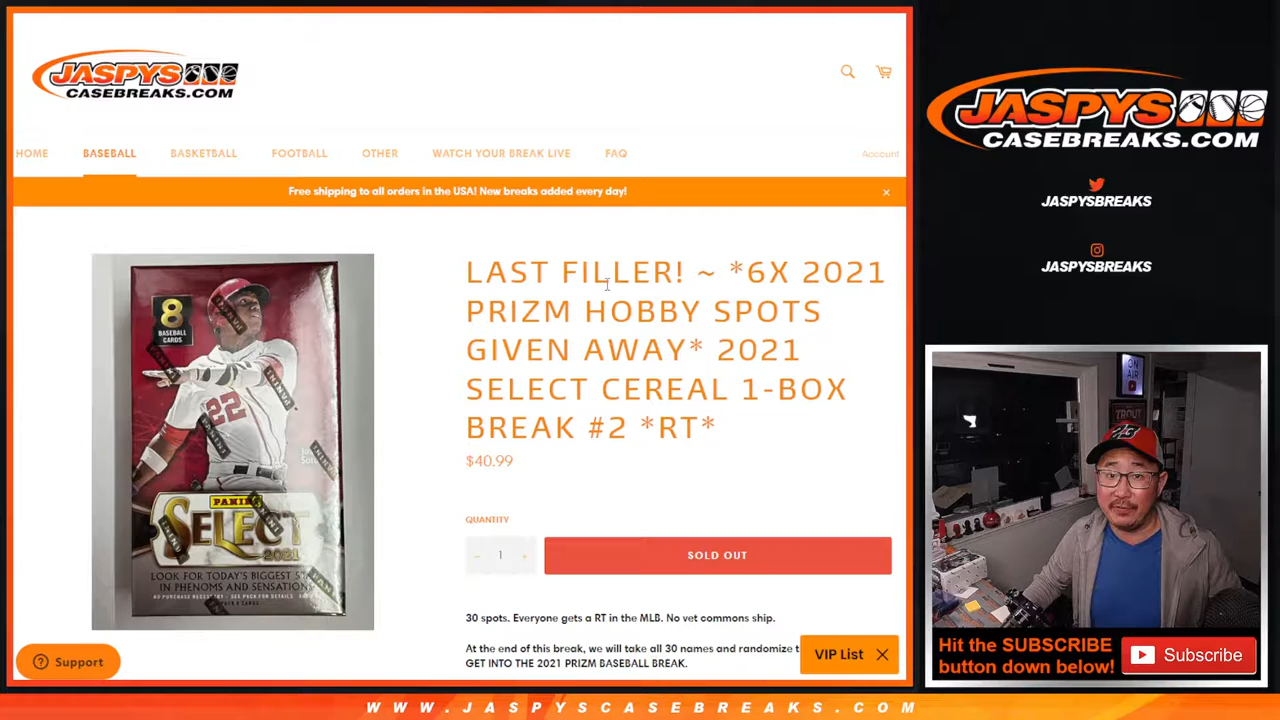 JASPYS
CASEBREAKS.COM
HOME BASEBALL BASKETBALL FOOTBALL OTHER WATCH YOUR BREAK LIVE FAQ Account
Free shipping to all orders in the USA! New breaks added every day! ×
8
BASEBALL
CARDS
22
PANINI
SELECT
2021
LOOK FOR TODAY'S BIGGEST
IN PHENOMS AND SENSATION
LAST FILLER! ~ *6X 2021
PRIZM HOBBY SPOTS
GIVEN AWAY* 2021
SELECT CEREAL 1-BOX
BREAK #2 *RT*
$40.99
QUANTITY
− 1 +
SOLD OUT
30 spots. Everyone gets a RT in the MLB. No vet commons ship.
At the end of this break, we will take all 30 names and randomize t
GET INTO THE 2021 PRIZM BASEBALL BREAK.
Support
VIP List ×
JASPYS
CASEBREAKS.COM
JASPYSBREAKS
JASPYSBREAKS
ON
AIR
TROUT
Hit the SUBSCRIBE
button down below!
Subscribe
WWW.JASPYSCASEBREAKS.COM